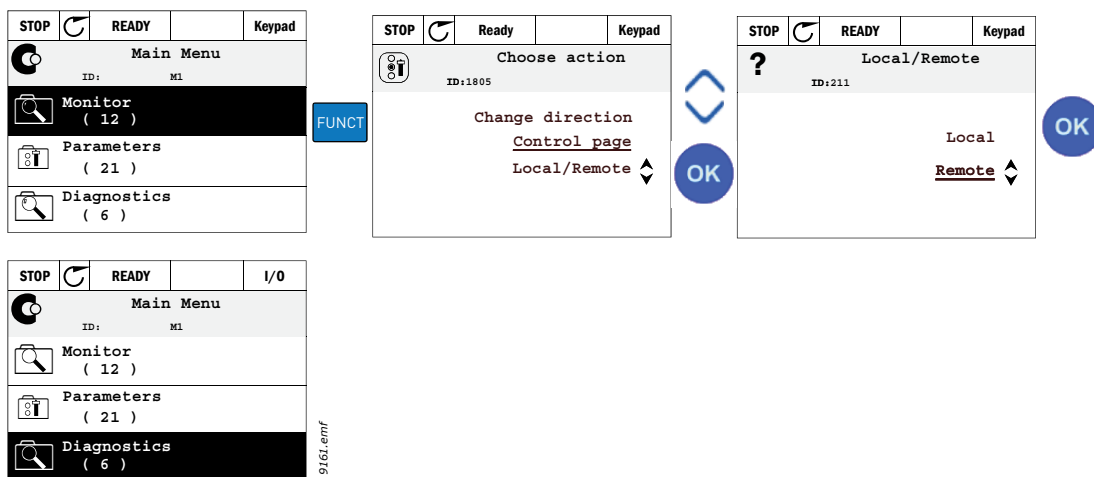 STOP READY Keypad
Main Menu
ID: M1
Monitor
( 12 )
Parameters
( 21 )
Diagnostics
( 6 )
FUNCT
STOP Ready Keypad
Choose action
ID:1805
Change direction
Control page
Local/Remote
OK
STOP READY Keypad
? Local/Remote
ID:211
Local
Remote
OK
STOP READY I/O
Main Menu
ID: M1
Monitor
( 12 )
Parameters
( 21 )
Diagnostics
( 6 )
9161.emf